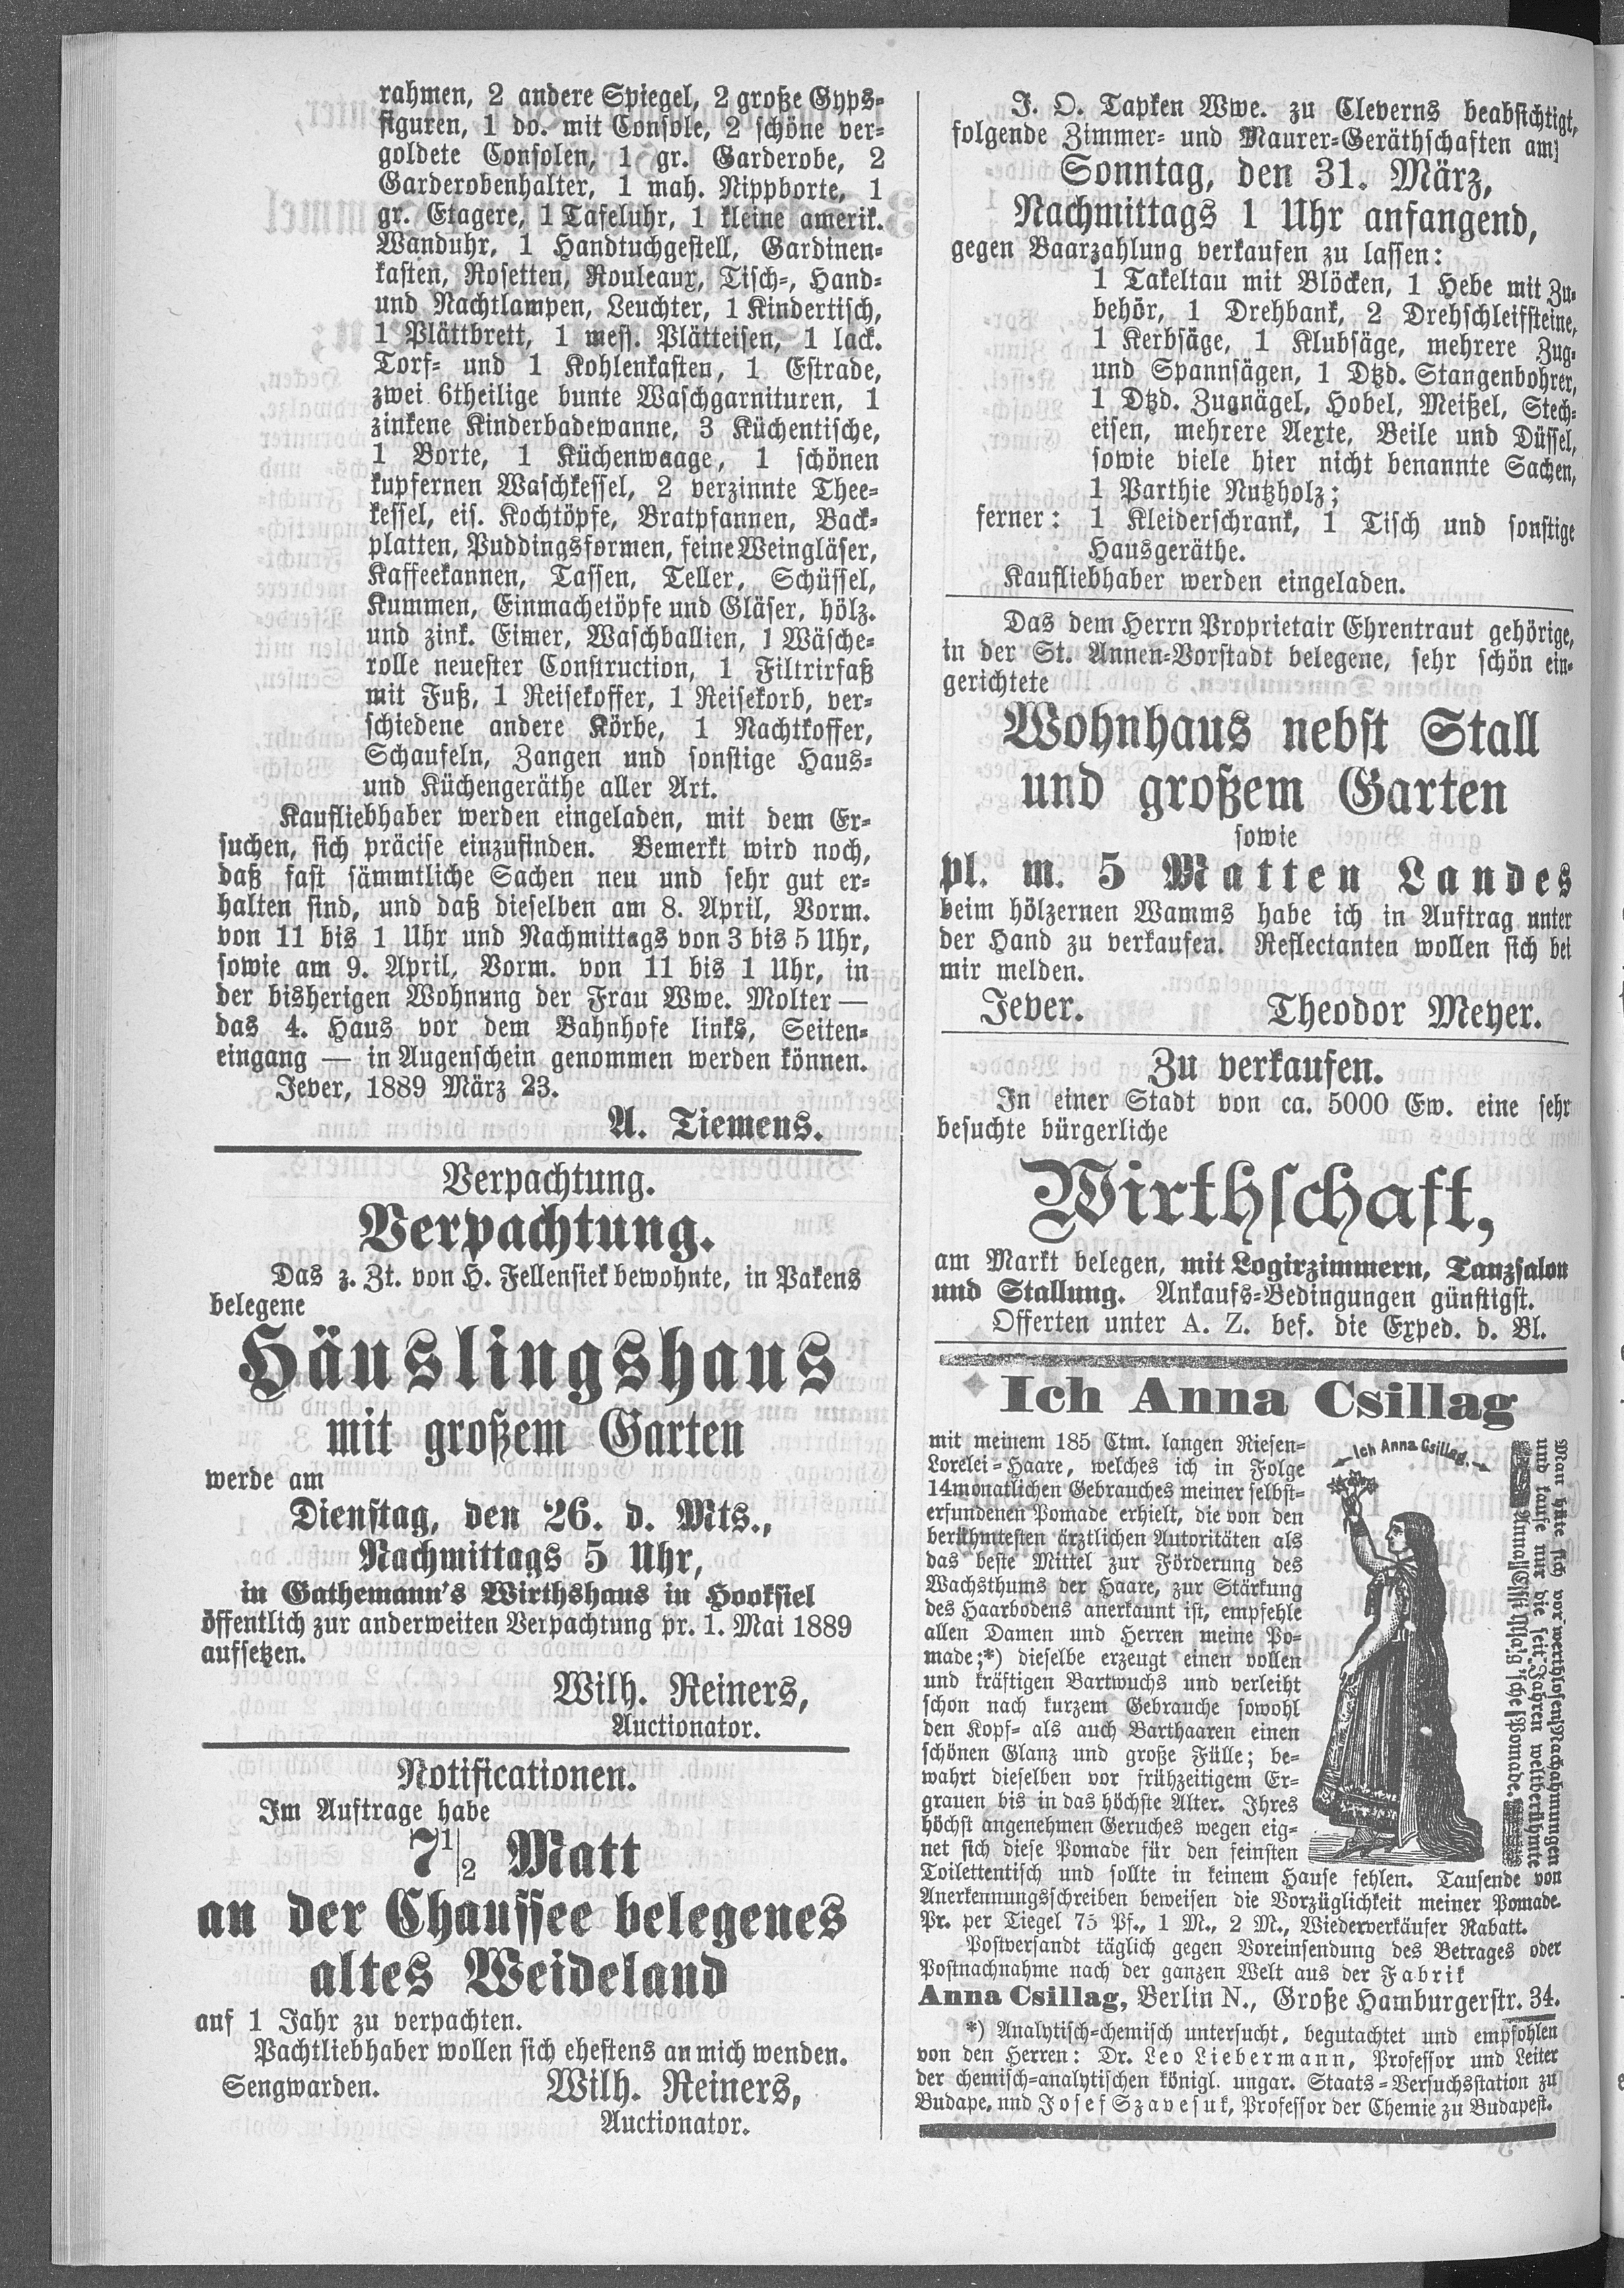 rahmen, 2 andere Spiegel, 2 große Gyps-
figuren, 1 do. mit Console, 2 schöne ver-
goldete Consolen, 1 gr. Garderobe, 2
Garderobenhalter, 1 mah. Nippborte, 1
gr. Etagere, 1 Tafeluhr, 1 kleine amerik.
Wanduhr, 1 Handtuchgestell, Gardinen-
kasten, Rosetten, Rouleaux, Tisch-, Hand-
und Nachtlampen, Leuchter, 1 Kindertisch,
1 Plättbrett, 1 mess. Plätteisen, 1 lack.
Torf- und 1 Kohlenkasten, 1 Estrade,
zwei 6theilige bunte Waschgarnituren, 1
zinkene Kinderbadewanne, 3 Küchentische,
1 Borte, 1 Küchenwaage, 1 schönen
kupfernen Waschkessel, 2 verzinnte Thee-
kessel, eis. Kochtöpfe, Bratpfannen, Back-
platten, Puddingsformen, feine Weingläser,
Kaffeekannen, Tassen, Teller, Schüssel,
Kummen, Einmachetöpfe und Gläser, hölz.
und zink. Eimer, Waschballien, 1 Wäsche-
rolle neuester Construction, 1 Filtrirfaß
mit Fuß, 1 Reisekoffer, 1 Reisekorb, ver-
schiedene andere Körbe, 1 Nachtkoffer,
Schaufeln, Zangen und sonstige Haus-
und Küchengeräthe aller Art.
Kaufliebhaber werden eingeladen, mit dem Er-
suchen, sich präcise einzufinden. Bemerkt wird noch,
daß fast sämmtliche Sachen neu und sehr gut er-
halten sind, und daß dieselben am 8. April, Vorm.
von 11 bis 1 Uhr und Nachmittags von 3 bis 5 Uhr,
sowie am 9. April, Vorm. von 11 bis 1 Uhr, in
der bisherigen Wohnung der Frau Wwe. Molter —
das 4. Haus vor dem Bahnhofe links, Seiten-
eingang — in Augenschein genommen werden können.
Jever, 1889 März 23.
A. Tiemens.
Verpachtung.
Verpachtung.
Das z. Zt. von H. Fellensiek bewohnte, in Pakens
belegene
Häuslingshaus
mit großem Garten
werde am
Dienstag, den 26. d. Mts.,
Nachmittags 5 Uhr,
in Gathemann's Wirthshaus in Hooksiel
öffentlich zur anderweiten Verpachtung pr. 1. Mai 1889
aufsetzen.
Wilh. Reiners,
Auctionator.
Notificationen.
Im Auftrage habe
7 1/2 Matt
an der Chaussee belegenes
altes Weideland
auf 1 Jahr zu verpachten.
Pachtliebhaber wollen sich ehestens an mich wenden.
Sengwarden. Wilh. Reiners,
Auctionator.
J. O. Tapken Wwe. zu Cleverns beabsichtigt,
folgende Zimmer- und Maurer-Geräthschaften am
Sonntag, den 31. März,
Nachmittags 1 Uhr anfangend,
gegen Baarzahlung verkaufen zu lassen:
1 Takeltau mit Blöcken, 1 Hebe mit Zu-
behör, 1 Drehbank, 2 Drehschleifsteine,
1 Kerbsäge, 1 Klubsäge, mehrere Zug-
und Spannsägen, 1 Dtzd. Stangenbohrer,
1 Dtzd. Zugnägel, Hobel, Meißel, Stech-
eisen, mehrere Aexte, Beile und Düssel,
sowie viele hier nicht benannte Sachen,
1 Parthie Nutzholz;
ferner: 1 Kleiderschrank, 1 Tisch und sonstige
Hausgeräthe.
Kaufliebhaber werden eingeladen.
Das dem Herrn Proprietair Ehrentraut gehörige,
in der St. Annen-Vorstadt belegene, sehr schön ein-
gerichtete
Wohnhaus nebst Stall
und großem Garten
sowie
pl. m. 5 Matten Landes
beim hölzernen Wamms habe ich in Auftrag unter
der Hand zu verkaufen. Reflectanten wollen sich bei
mir melden.
Jever. Theodor Meyer.
Zu verkaufen.
In einer Stadt von ca. 5000 Ew. eine sehr
besuchte bürgerliche
Wirthschaft,
am Markt belegen, mit Logirzimmern, Tanzsalon
und Stallung. Ankaufs-Bedingungen günstigst.
Offerten unter A. Z. bef. die Exped. d. Bl.
Ich Anna Csillag
mit meinem 185 Ctm. langen Riesen-
Lorelei-Haare, welches ich in Folge
14monatlichen Gebrauches meiner selbst-
erfundenen Pomade erhielt, die von den
berühmtesten ärztlichen Autoritäten als
das beste Mittel zur Förderung des
Wachsthums der Haare, zur Stärkung
des Haarbodens anerkannt ist, empfehle
allen Damen und Herren meine Po-
made;*) dieselbe erzeugt einen vollen
und kräftigen Bartwuchs und verleiht
schon nach kurzem Gebrauche sowohl
den Kopf- als auch Barthaaren einen
schönen Glanz und große Fülle; be-
wahrt dieselben vor frühzeitigem Er-
grauen bis in das höchste Alter. Ihres
höchst angenehmen Geruches wegen eig-
net sich diese Pomade für den feinsten
Toilettentisch und sollte in keinem Hause fehlen. Tausende von
Anerkennungsschreiben beweisen die Vorzüglichkeit meiner Pomade.
Pr. per Tiegel 75 Pf., 1 M., 2 M., Wiederverkäufer Rabatt.
Postversandt täglich gegen Voreinsendung des Betrages oder
Postnachnahme nach der ganzen Welt aus der Fabrik
Anna Csillag, Berlin N., Große Hamburgerstr. 34.
*) Analytisch-chemisch untersucht, begutachtet und empfohlen
von den Herren: Dr. Leo Liebermann, Professor und Leiter
der chemisch-analytischen königl. ungar. Staats-Versuchsstation zu
Budape, und Josef Szavesuk, Professor der Chemie zu Budapest.
Ich Anna Csillag.
Man hüte sich vor werthlosen Nachahmungen
und kaufe nur die seit Jahren weltberühmte
Anna Csillag'sche Pomade.